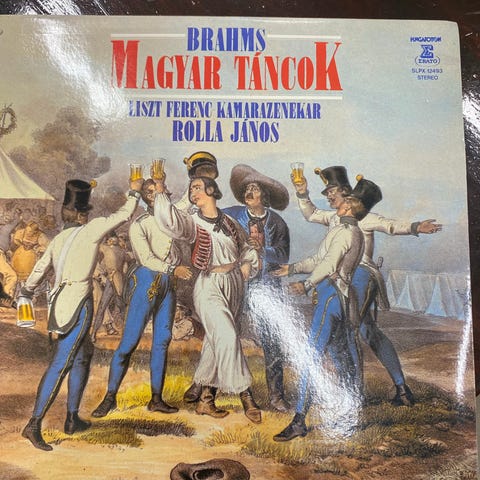 BRAHMS
MAGYAR TÁNCOK
LISZT FERENC KAMARAZENEKAR
ROLLA JÁNOS
HUNGAROTON
ERATO
SLPX 12493
STEREO